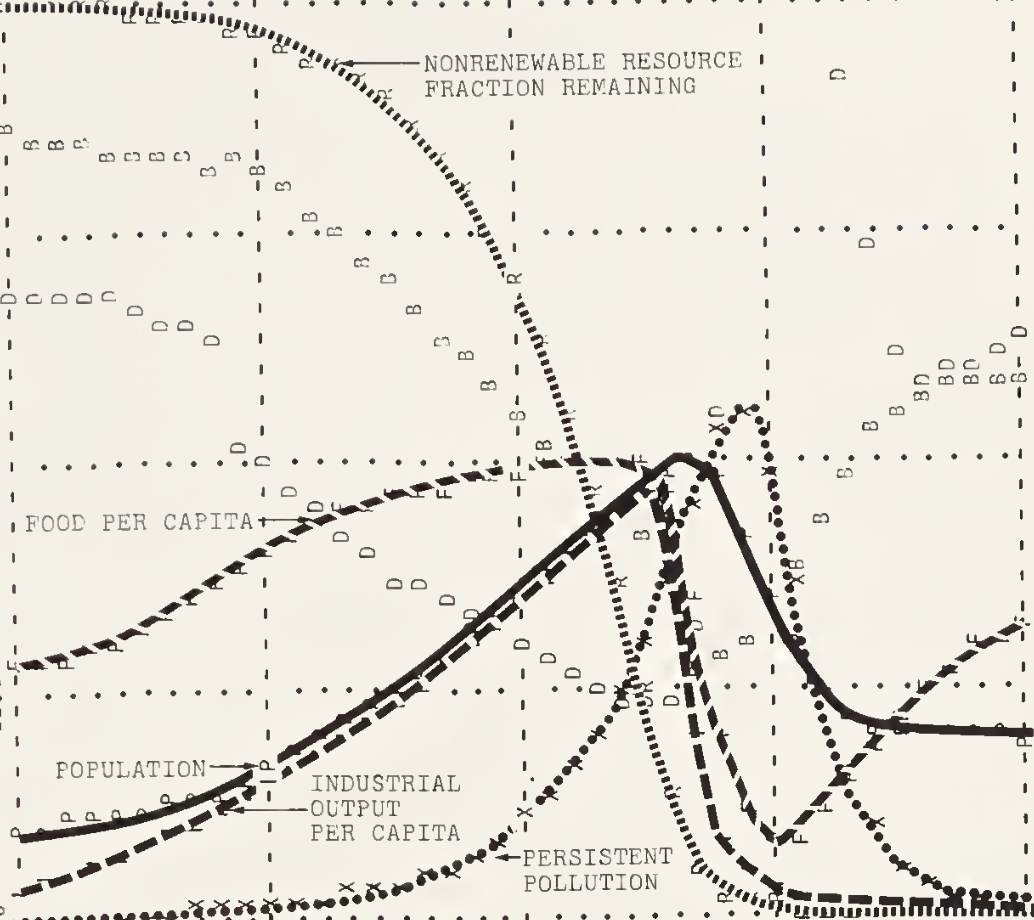 NONRENEWABLE RESOURCE
FRACTION REMAINING
FOOD PER CAPITA
POPULATION
INDUSTRIAL
OUTPUT
PER CAPITA
PERSISTENT
POLLUTION